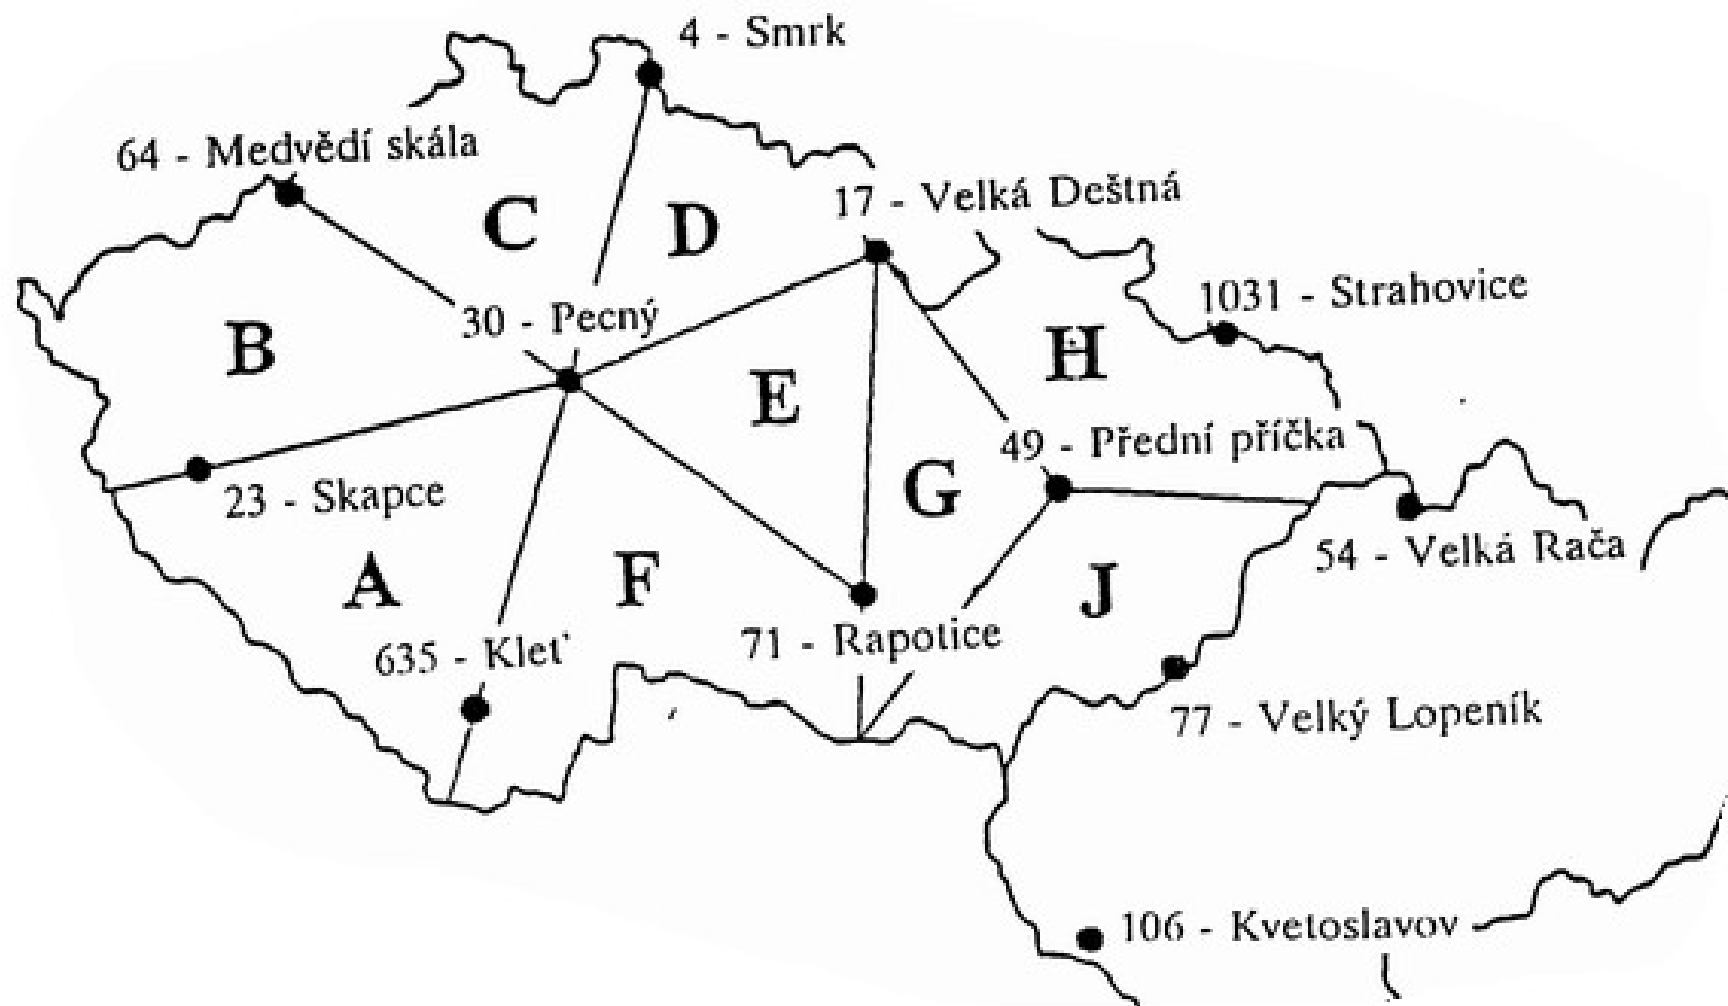 4 - Smrk
64 - Medvědí skála
17 - Velká Deštná
C
D
1031 - Strahovice
30 - Pecný
B
H
E
49 - Přední příčka
23 - Skapce
G
54 - Velká Rača
A
F
J
635 - Kleť
71 - Rapotice
77 - Velký Lopeník
106 - Kvetoslavov